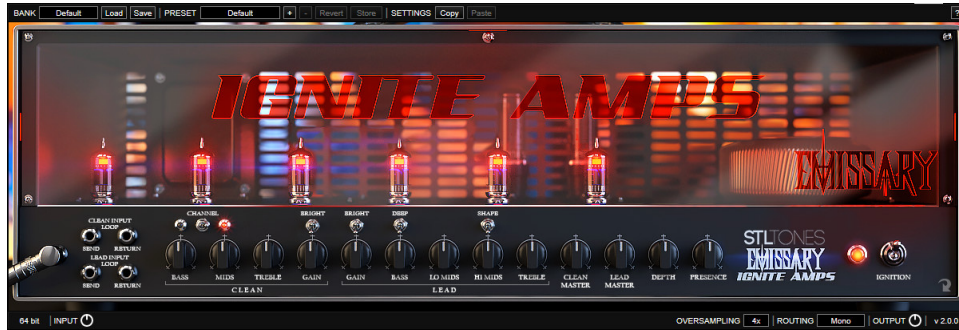 BANK Default Load Save PRESET Default + - Revert Store SETTINGS Copy Paste ?
IGNITE AMPS
EMISSARY
CLEAN INPUT
LOOP
SEND RETURN
LEAD INPUT
LOOP
SEND RETURN
CHANNEL BRIGHT BRIGHT DEEP SHAPE
BASS MIDS TREBLE GAIN GAIN BASS LO MIDS HI MIDS TREBLE CLEAN MASTER LEAD MASTER DEPTH PRESENCE
CLEAN LEAD
STLTONES
EMISSARY
IGNITE AMPS
IGNITION
64 bit INPUT OVERSAMPLING 4x ROUTING Mono OUTPUT v 2.0.0